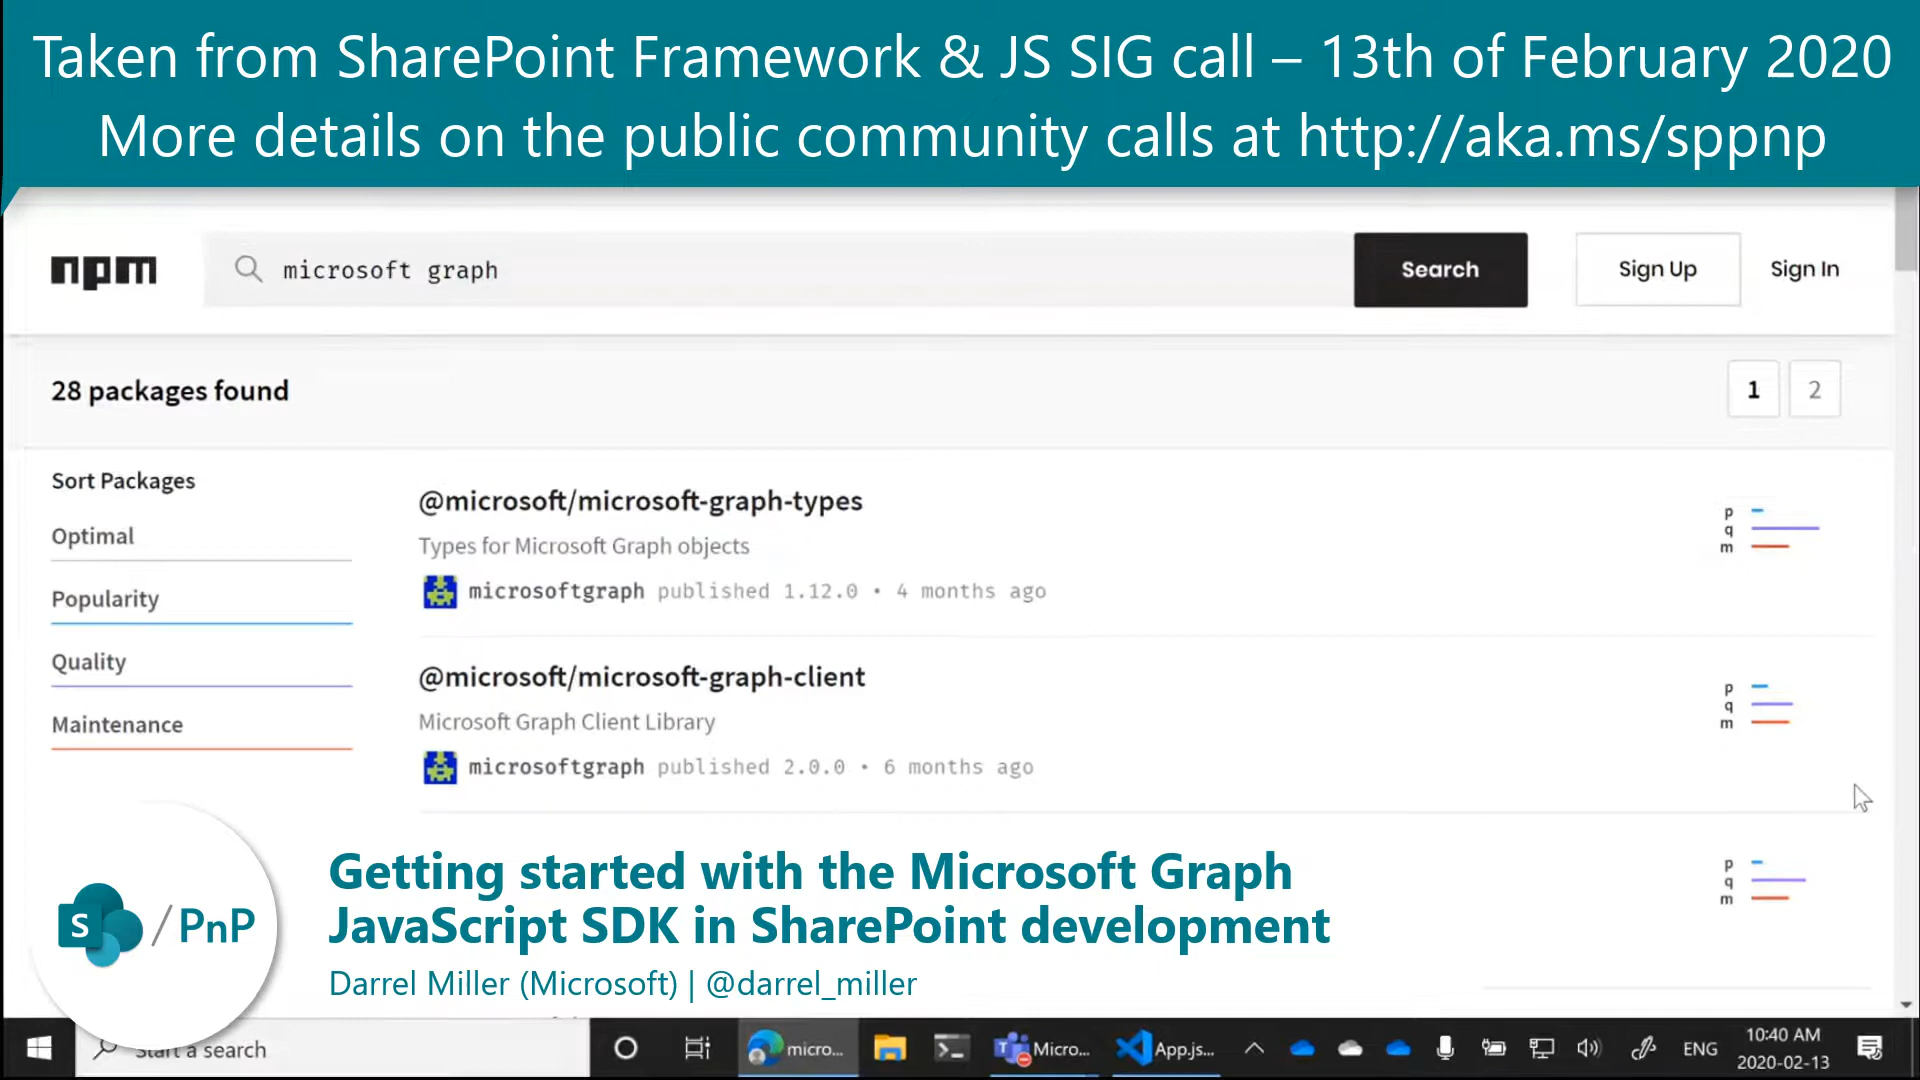 Taken from SharePoint Framework & JS SIG call – 13th of February 2020
More details on the public community calls at http://aka.ms/sppnp
npm
microsoft graph
Search
Sign Up
Sign In
28 packages found
1
2
Sort Packages
Optimal
Popularity
Quality
Maintenance
@microsoft/microsoft-graph-types
Types for Microsoft Graph objects
microsoftgraph published 1.12.0 • 4 months ago
p
q
m
@microsoft/microsoft-graph-client
Microsoft Graph Client Library
microsoftgraph published 2.0.0 • 6 months ago
p
q
m
p
q
m
S / PnP
Getting started with the Microsoft Graph
JavaScript SDK in SharePoint development
Darrel Miller (Microsoft) | @darrel_miller
Start a search
micro...
Micro...
App.js...
ENG
10:40 AM
2020-02-13